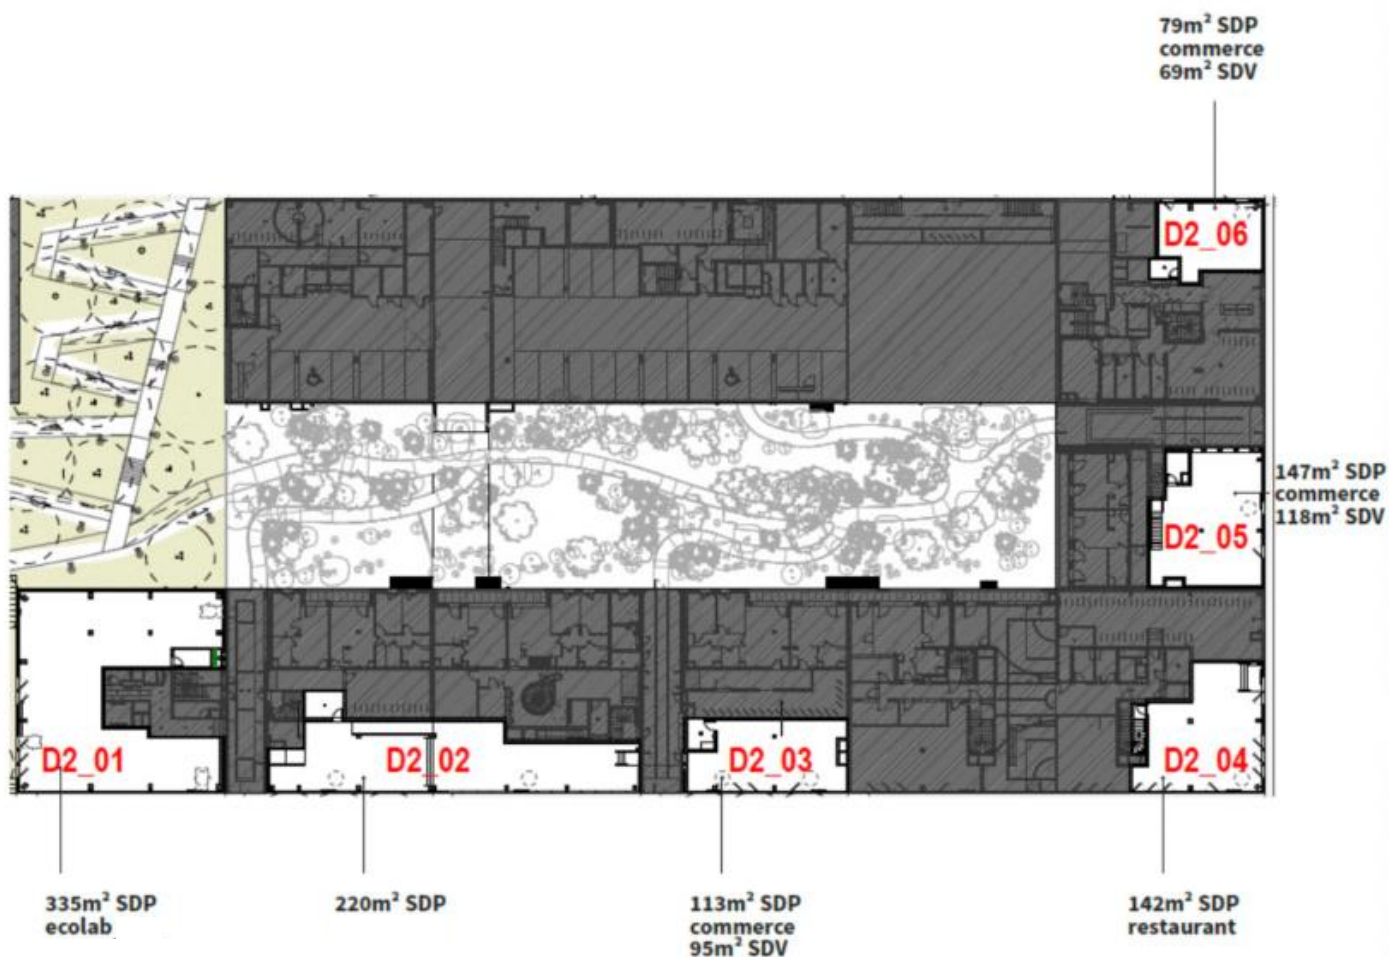 79m² SDP
commerce
69m² SDV
D2_06
147m² SDP
commerce
118m² SDV
D2_05
D2_01
D2_02
D2_03
D2_04
335m² SDP
ecolab
220m² SDP
113m² SDP
commerce
95m² SDV
142m² SDP
restaurant